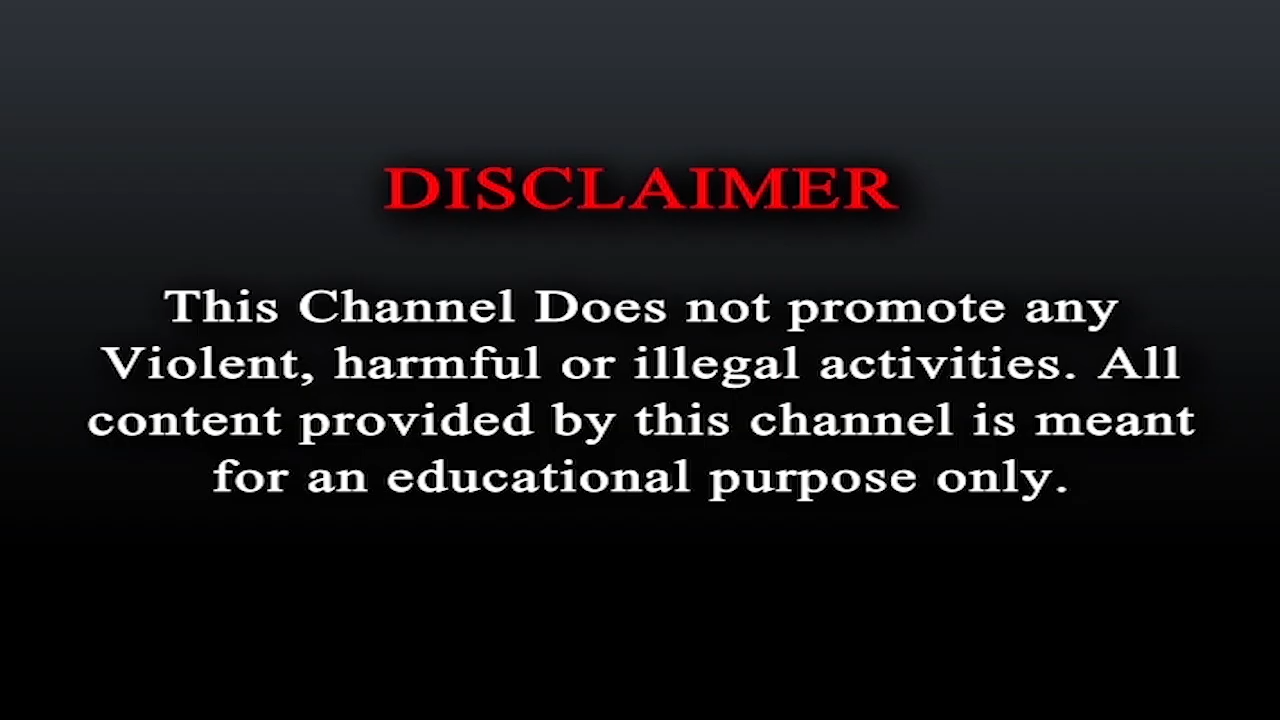 DISCLAIMER
This Channel Does not promote any
Violent, harmful or illegal activities. All
content provided by this channel is meant
for an educational purpose only.